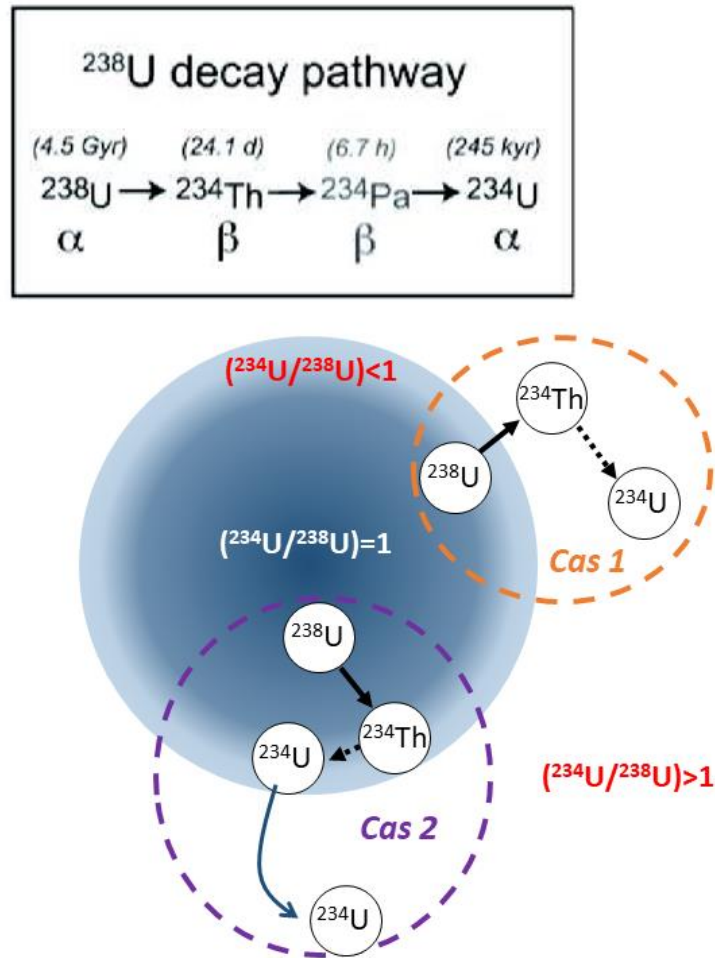 ²³⁸U decay pathway
(4.5 Gyr) (24.1 d) (6.7 h) (245 kyr)
²³⁸U → ²³⁴Th → ²³⁴Pa → ²³⁴U
α β β α
(²³⁴U/²³⁸U)<1
²³⁴Th
²³⁸U
²³⁴U
(²³⁴U/²³⁸U)=1
Cas 1
²³⁸U
²³⁴Th
²³⁴U
(²³⁴U/²³⁸U)>1
Cas 2
²³⁴U